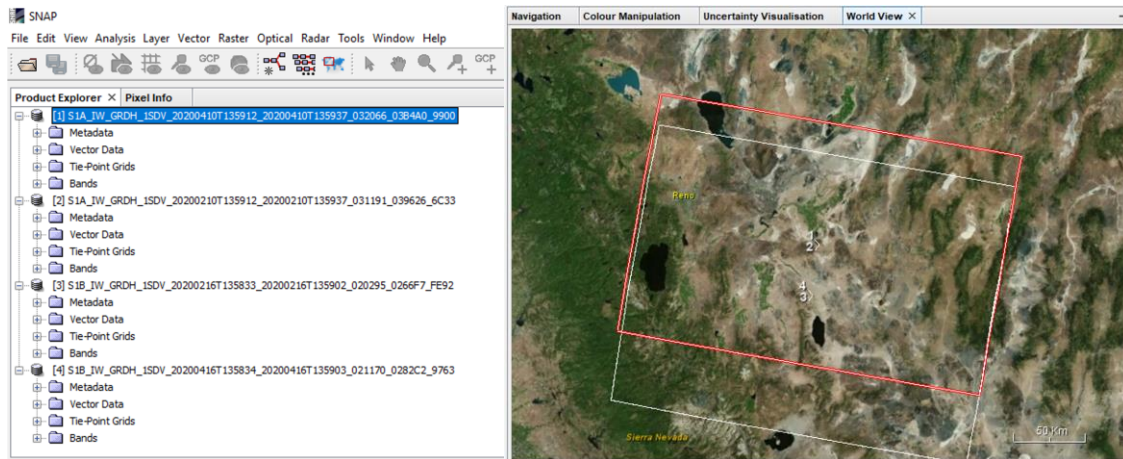 SNAP
File Edit View Analysis Layer Vector Raster Optical Radar Tools Window Help
GCP
GCP
Product Explorer × Pixel Info
[1] S1A_IW_GRDH_1SDV_20200410T135912_20200410T135937_032066_03B4A0_9900
Metadata
Vector Data
Tie-Point Grids
Bands
[2] S1A_IW_GRDH_1SDV_20200210T135912_20200210T135937_031191_039626_6C33
Metadata
Vector Data
Tie-Point Grids
Bands
[3] S1B_IW_GRDH_1SDV_20200216T135833_20200216T135902_020295_0266F7_FE92
Metadata
Vector Data
Tie-Point Grids
Bands
[4] S1B_IW_GRDH_1SDV_20200416T135834_20200416T135903_021170_0282C2_9763
Metadata
Vector Data
Tie-Point Grids
Bands
Navigation Colour Manipulation Uncertainty Visualisation World View ×
Reno
1
2
4
3
Sierra Nevada
50 Km